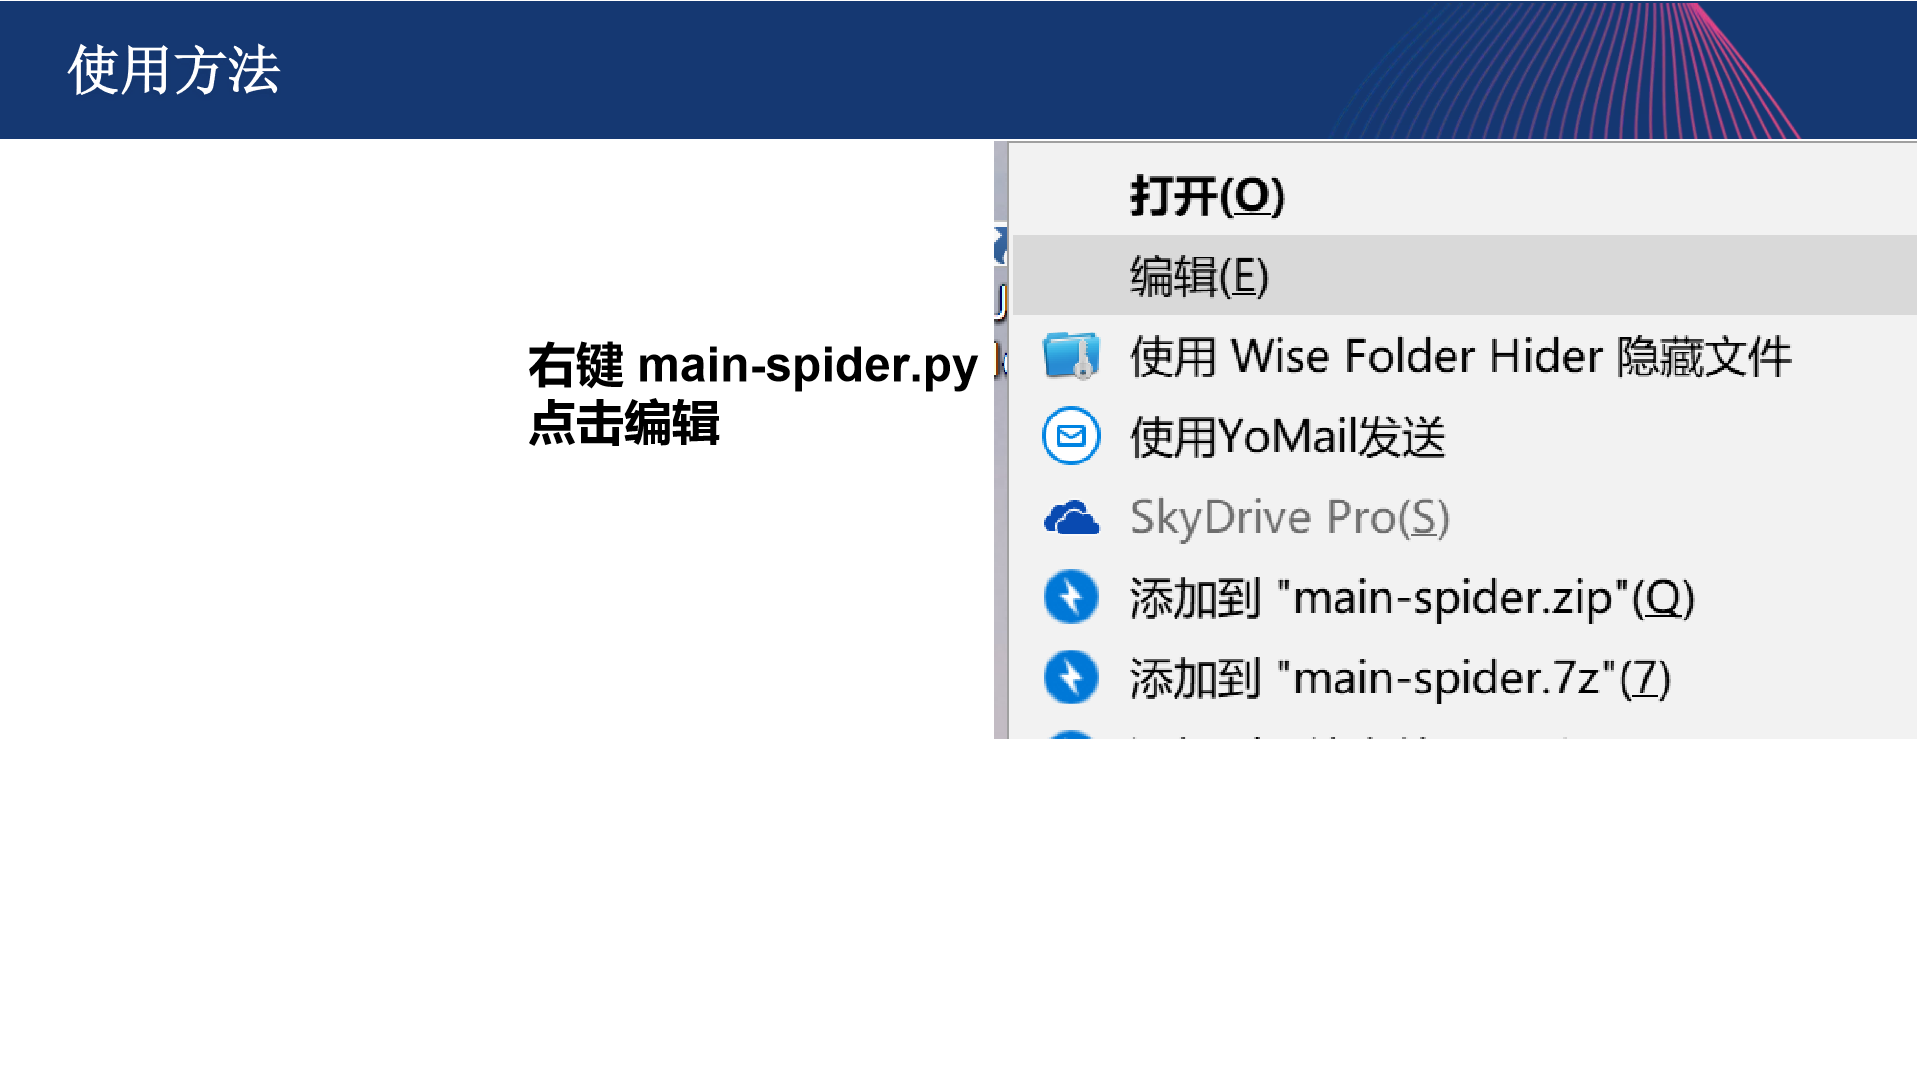 使用方法
右键 main-spider.py
点击编辑
打开(O)
编辑(E)
使用 Wise Folder Hider 隐藏文件
使用YoMail发送
SkyDrive Pro(S)
添加到 "main-spider.zip"(Q)
添加到 "main-spider.7z"(7)